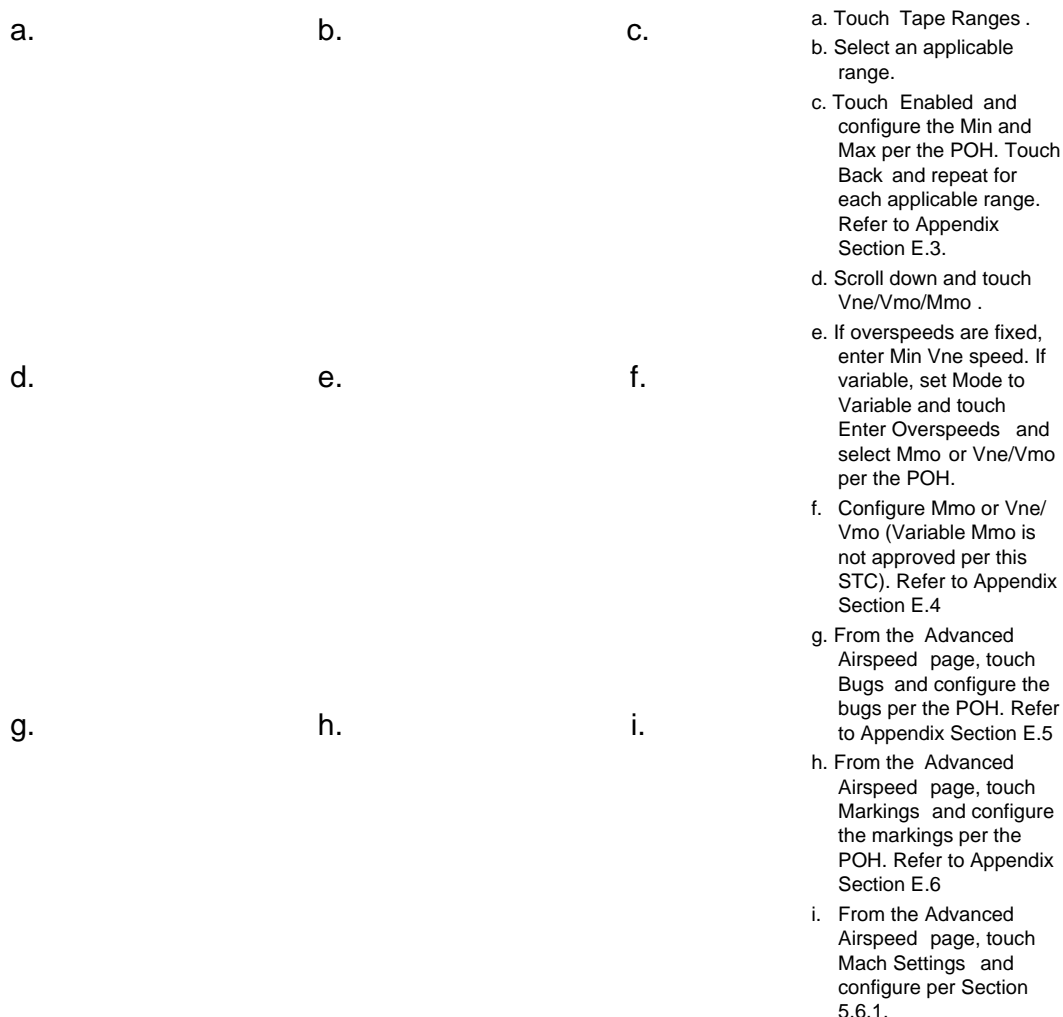 a.
b.
c.
d.
e.
f.
g.
h.
i.
a. Touch Tape Ranges .
b. Select an applicable
range.
c. Touch Enabled and
configure the Min and
Max per the POH. Touch
Back and repeat for
each applicable range.
Refer to Appendix
Section E.3.
d. Scroll down and touch
Vne/Vmo/Mmo .
e. If overspeeds are fixed,
enter Min Vne speed. If
variable, set Mode to
Variable and touch
Enter Overspeeds and
select Mmo or Vne/Vmo
per the POH.
f. Configure Mmo or Vne/
Vmo (Variable Mmo is
not approved per this
STC). Refer to Appendix
Section E.4
g. From the Advanced
Airspeed page, touch
Bugs and configure the
bugs per the POH. Refer
to Appendix Section E.5
h. From the Advanced
Airspeed page, touch
Markings and configure
the markings per the
POH. Refer to Appendix
Section E.6
i. From the Advanced
Airspeed page, touch
Mach Settings and
configure per Section
5.6.1.